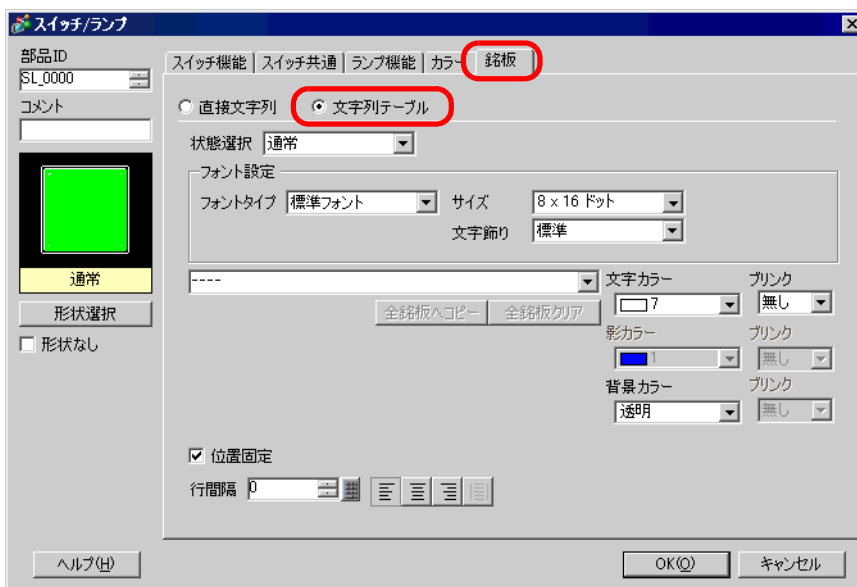 スイッチ/ランプ
部品ID
SL_0000
コメント
通常
形状選択
形状なし
スイッチ機能 スイッチ共通 ランプ機能 カラー 銘板
直接文字列 文字列テーブル
状態選択 通常
フォント設定
フォントタイプ 標準フォント サイズ 8 x 16 ドット
文字飾り 標準
----
全銘板へコピー 全銘板クリア
文字カラー ブリンク
7 無し
影カラー ブリンク
1 無し
背景カラー ブリンク
透明 無し
位置固定
行間隔 0
ヘルプ(H) OK(O) キャンセル